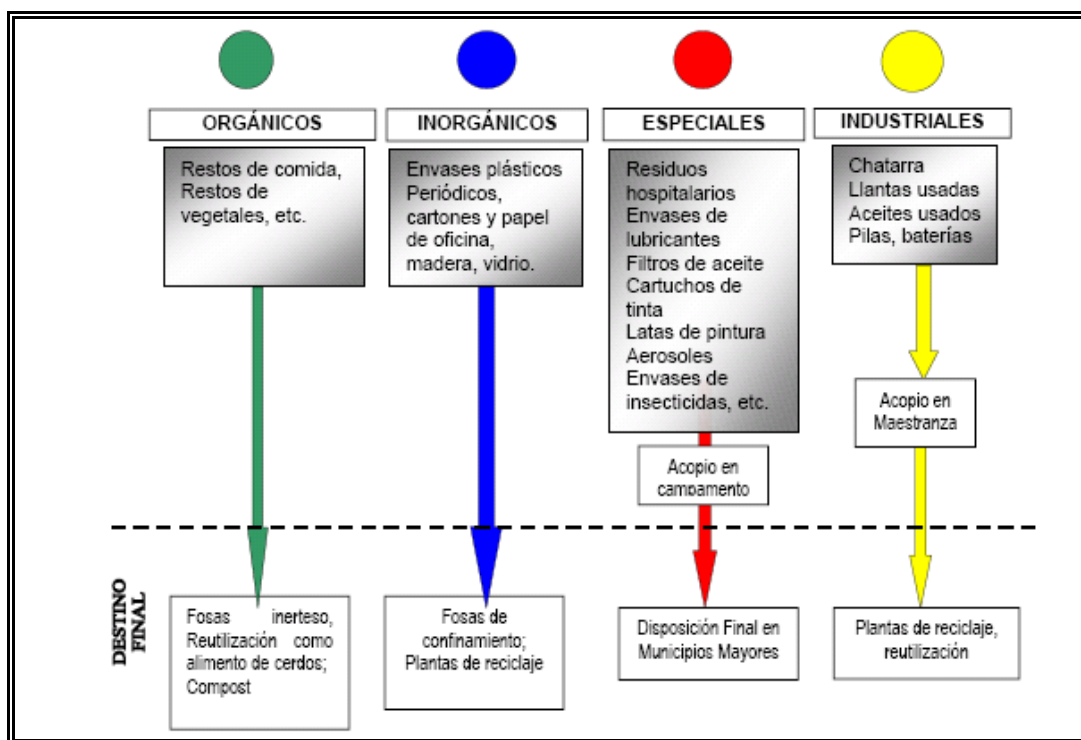 ORGÁNICOS
Restos de comida,
Restos de
vegetales, etc.
INORGÁNICOS
Envases plásticos
Periódicos,
cartones y papel
de oficina,
madera, vidrio.
ESPECIALES
Residuos
hospitalarios
Envases de
lubricantes
Filtros de aceite
Cartuchos de
tinta
Latas de pintura
Aerosoles
Envases de
insecticidas, etc.
INDUSTRIALES
Chatarra
Llantas usadas
Aceites usados
Pilas, baterías
Acopio en
campamento
Acopio en
Maestranza
DESTINO
FINAL
Fosas inerteso,
Reutilización como
alimento de cerdos;
Compost
Fosas de
confinamiento;
Plantas de reciclaje
Disposición Final en
Municipios Mayores
Plantas de reciclaje,
reutilización